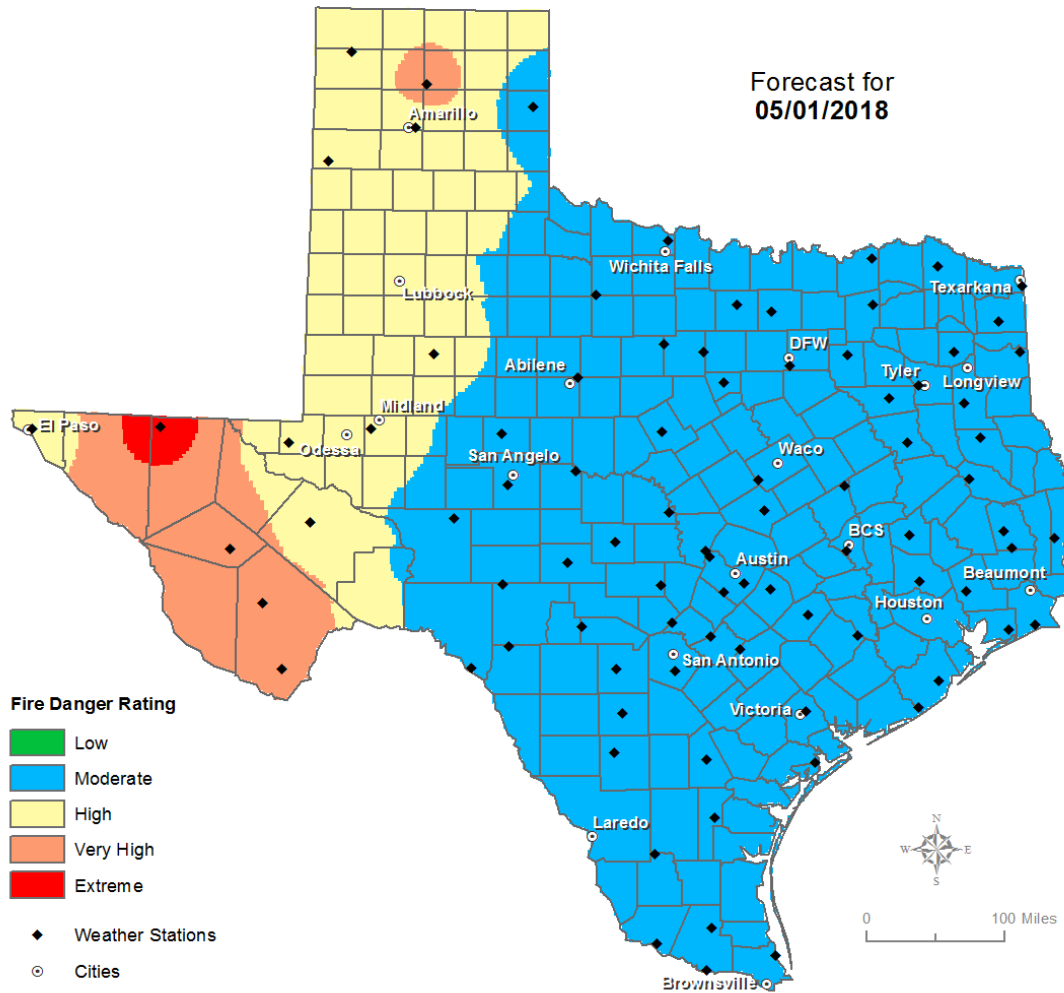 Forecast for
05/01/2018
Amarillo
Wichita Falls
Texarkana
Lubbock
DFW
Abilene
Tyler
Longview
Midland
El Paso
Odessa
San Angelo
Waco
BCS
Austin
Beaumont
Houston
San Antonio
Victoria
Laredo
Brownsville
Fire Danger Rating
Low
Moderate
High
Very High
Extreme
Weather Stations
Cities
N
W E
S
0 100 Miles